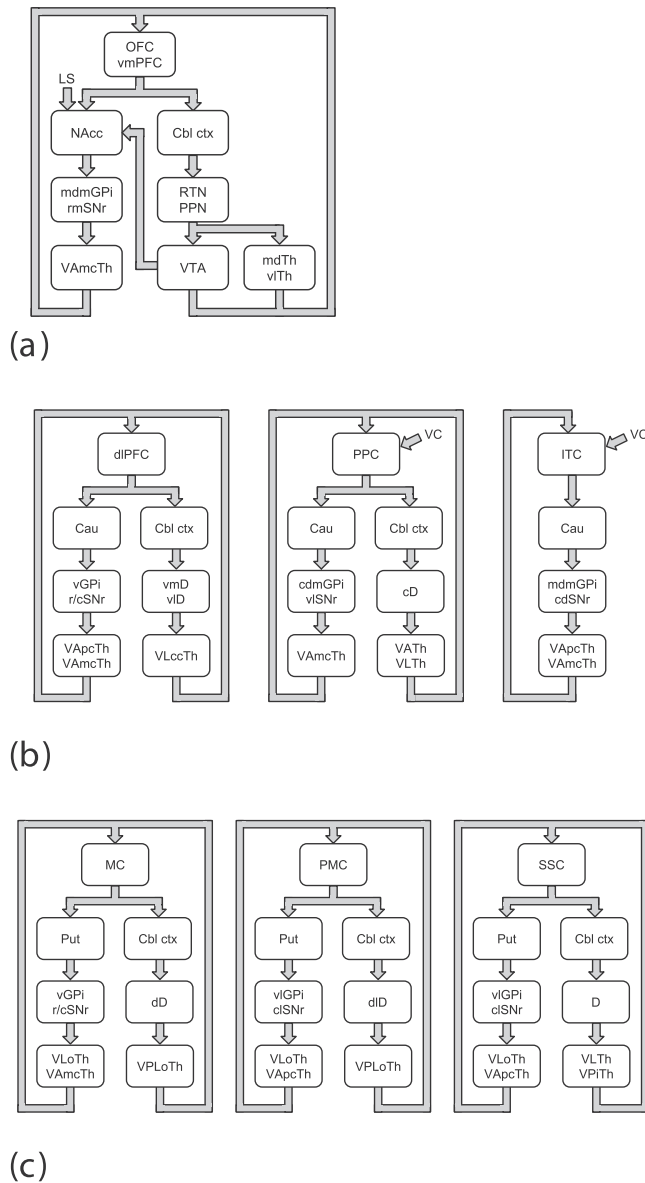 OFC
vmPFC
LS
NAcc
Cbl ctx
mdmGPi
rmSNr
RTN
PPN
VAmcTh
VTA
mdTh
vlTh
(a)
dlPFC
Cau
Cbl ctx
vGPi
r/cSNr
vmD
vlD
VApcTh
VAmcTh
VLccTh
PPC
VC
Cau
Cbl ctx
cdmGPi
vlSNr
cD
VAmcTh
VATh
VLTh
ITC
VC
Cau
mdmGPi
cdSNr
VApcTh
VAmcTh
(b)
MC
Put
Cbl ctx
vGPi
r/cSNr
dD
VLoTh
VAmcTh
VPLoTh
PMC
Put
Cbl ctx
vlGPi
clSNr
dlD
VLoTh
VApcTh
VPLoTh
SSC
Put
Cbl ctx
vlGPi
clSNr
D
VLoTh
VApcTh
VLTh
VPiTh
(c)